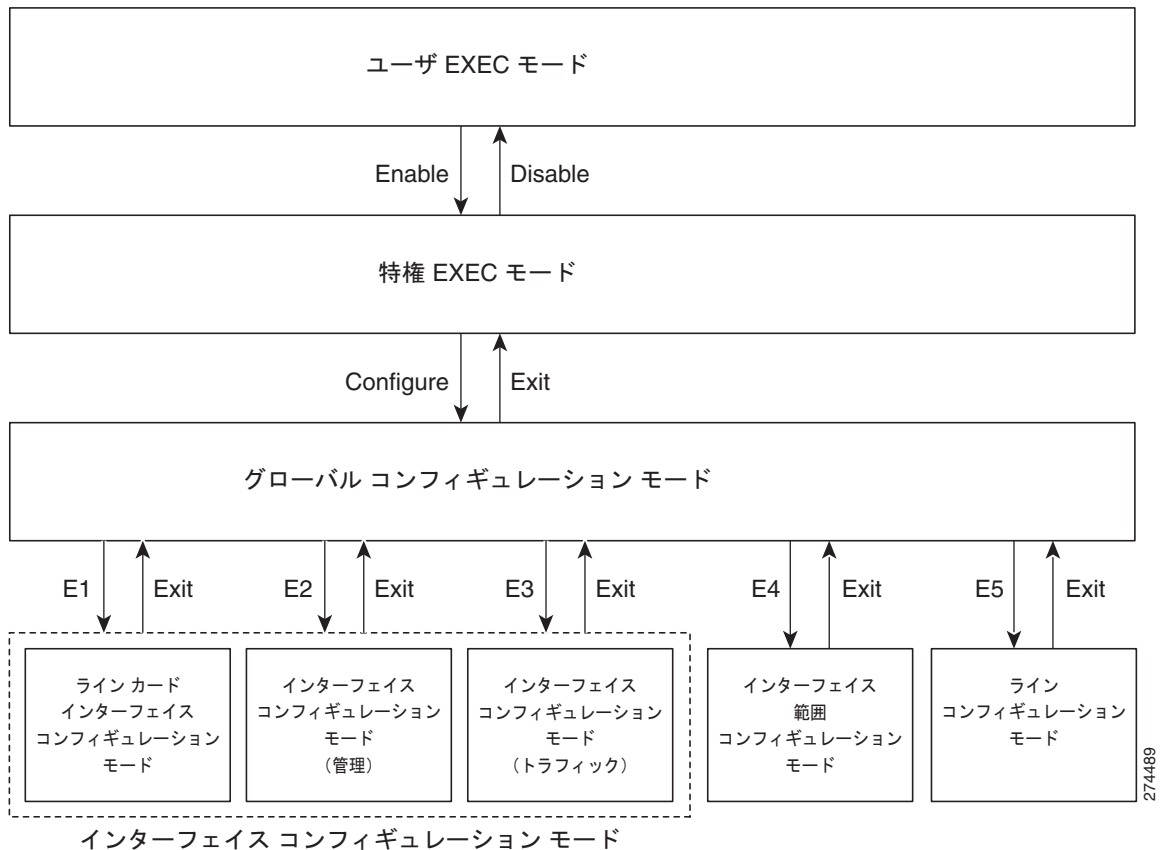 ユーザ EXEC モード
Enable
Disable
特権 EXEC モード
Configure
Exit
グローバル コンフィギュレーション モード
E1
Exit
E2
Exit
E3
Exit
E4
Exit
E5
Exit
ライン カード
インターフェイス
コンフィギュレーション
モード
インターフェイス
コンフィギュレーション
モード
（管理）
インターフェイス
コンフィギュレーション
モード
（トラフィック）
インターフェイス
範囲
コンフィギュレーション
モード
ライン
コンフィギュレーション
モード
インターフェイス コンフィギュレーション モード
274489